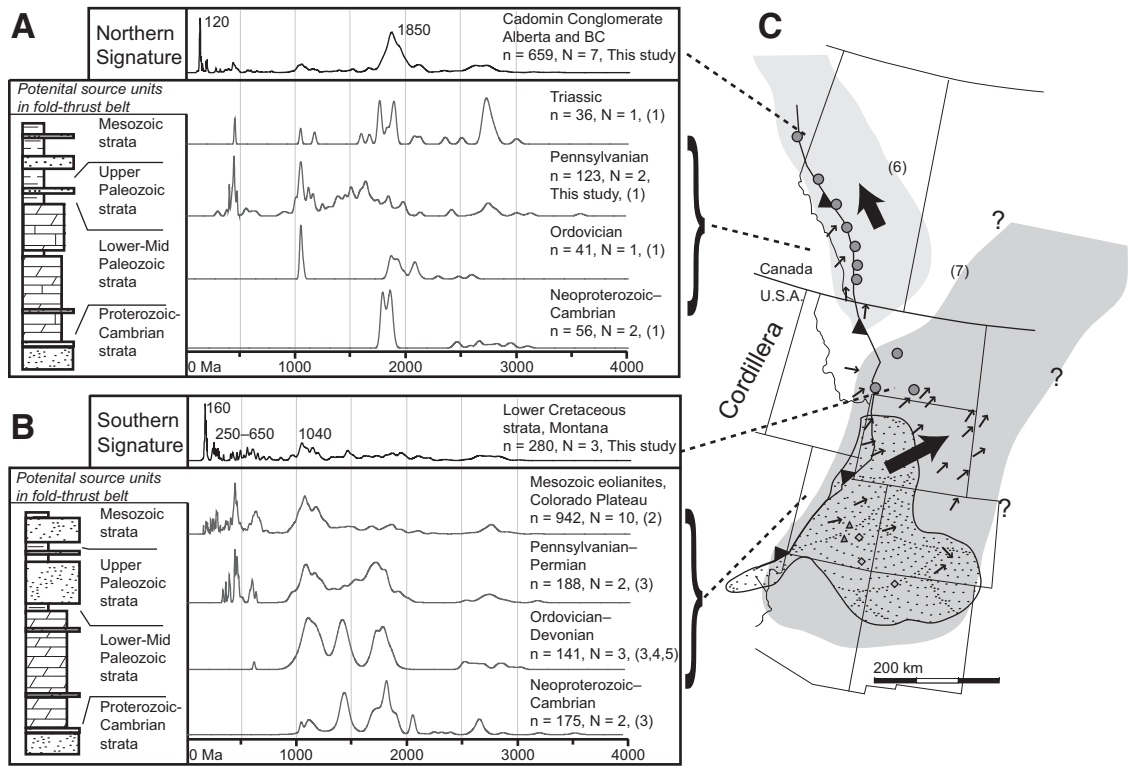 A
Northern
Signature
120
1850
Cadomin Conglomerate
Alberta and BC
n = 659, N = 7, This study
Potenital source units
in fold-thrust belt
Mesozoic
strata
Upper
Paleozoic
strata
Lower-Mid
Paleozoic
strata
Proterozoic-
Cambrian
strata
Triassic
n = 36, N = 1, (1)
Pennsylvanian
n = 123, N = 2,
This study, (1)
Ordovician
n = 41, N = 1, (1)
Neoproterozoic–
Cambrian
n = 56, N = 2, (1)
0 Ma
1000
2000
3000
4000
B
Southern
Signature
160
250–650
1040
Lower Cretaceous
strata, Montana
n = 280, N = 3, This study
Potenital source units
in fold-thrust belt
Mesozoic
strata
Upper
Paleozoic
strata
Lower-Mid
Paleozoic
strata
Proterozoic-
Cambrian
strata
Mesozoic eolianites,
Colorado Plateau
n = 942, N = 10, (2)
Pennsylvanian–
Permian
n = 188, N = 2, (3)
Ordovician–
Devonian
n = 141, N = 3, (3,4,5)
Neoproterozoic–
Cambrian
n = 175, N = 2, (3)
0 Ma
1000
2000
3000
4000
C
(6)
?
(7)
Canada
U.S.A.
Cordillera
?
?
200 km